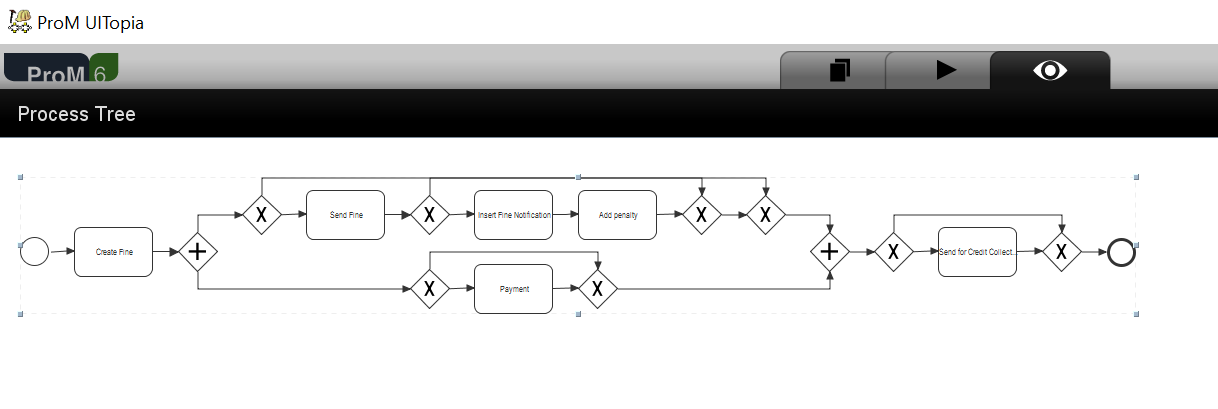 ProM UITopia
ProM 6
Process Tree
Create Fine
+
X
Send Fine
X
Insert Fine Notification
Add penalty
X
X
X
Payment
X
+
X
Send for Credit Collect...
X